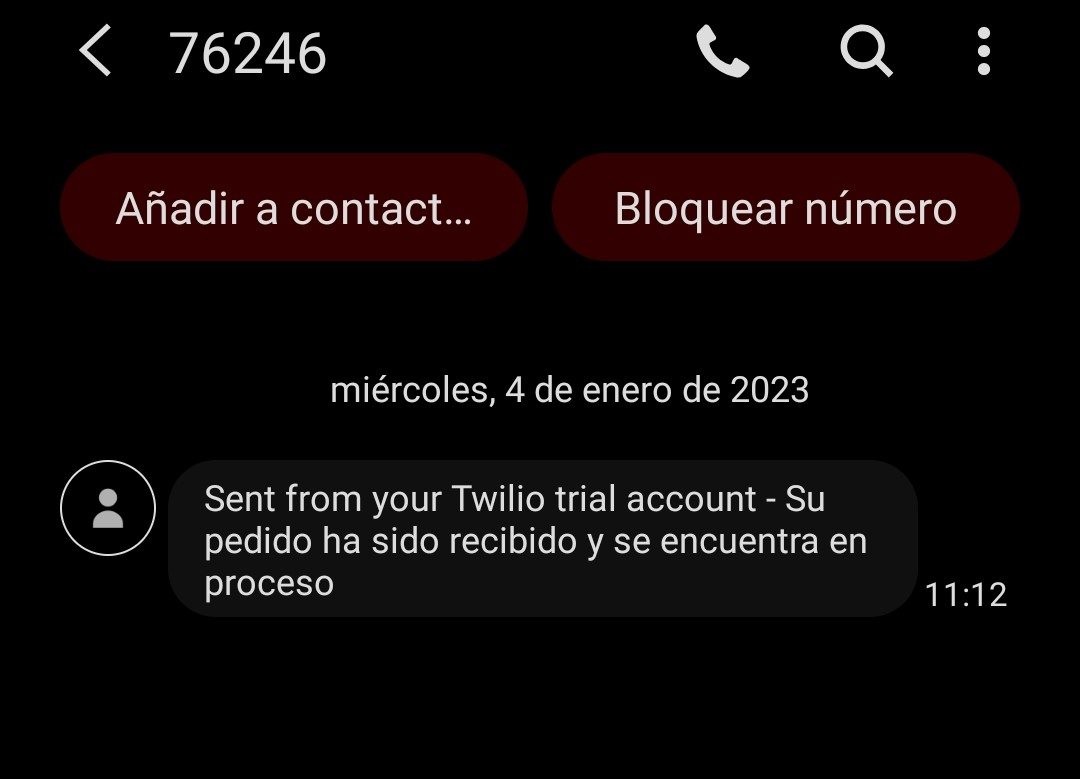 76246
Añadir a contact...
Bloquear número
miércoles, 4 de enero de 2023
Sent from your Twilio trial account - Su
pedido ha sido recibido y se encuentra en
proceso
11:12